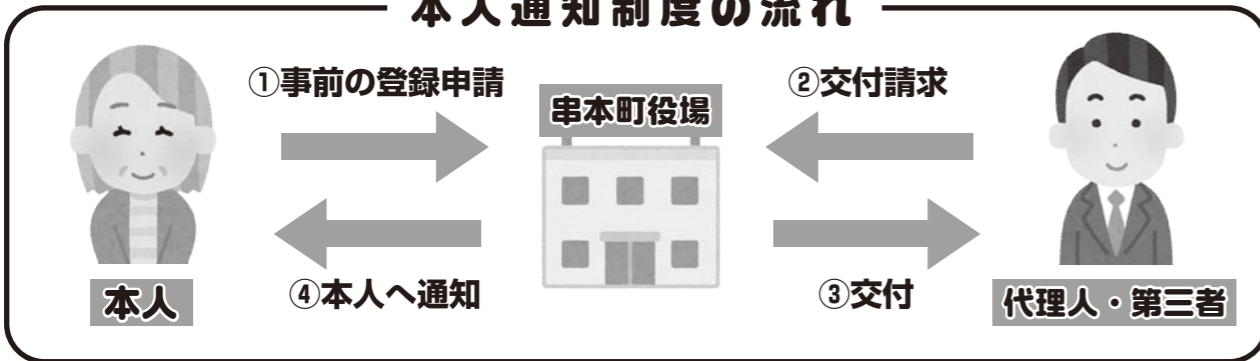 本人通知制度の流れ
①事前の登録申請
串本町役場
②交付請求
④本人へ通知
③交付
本人
代理人・第三者